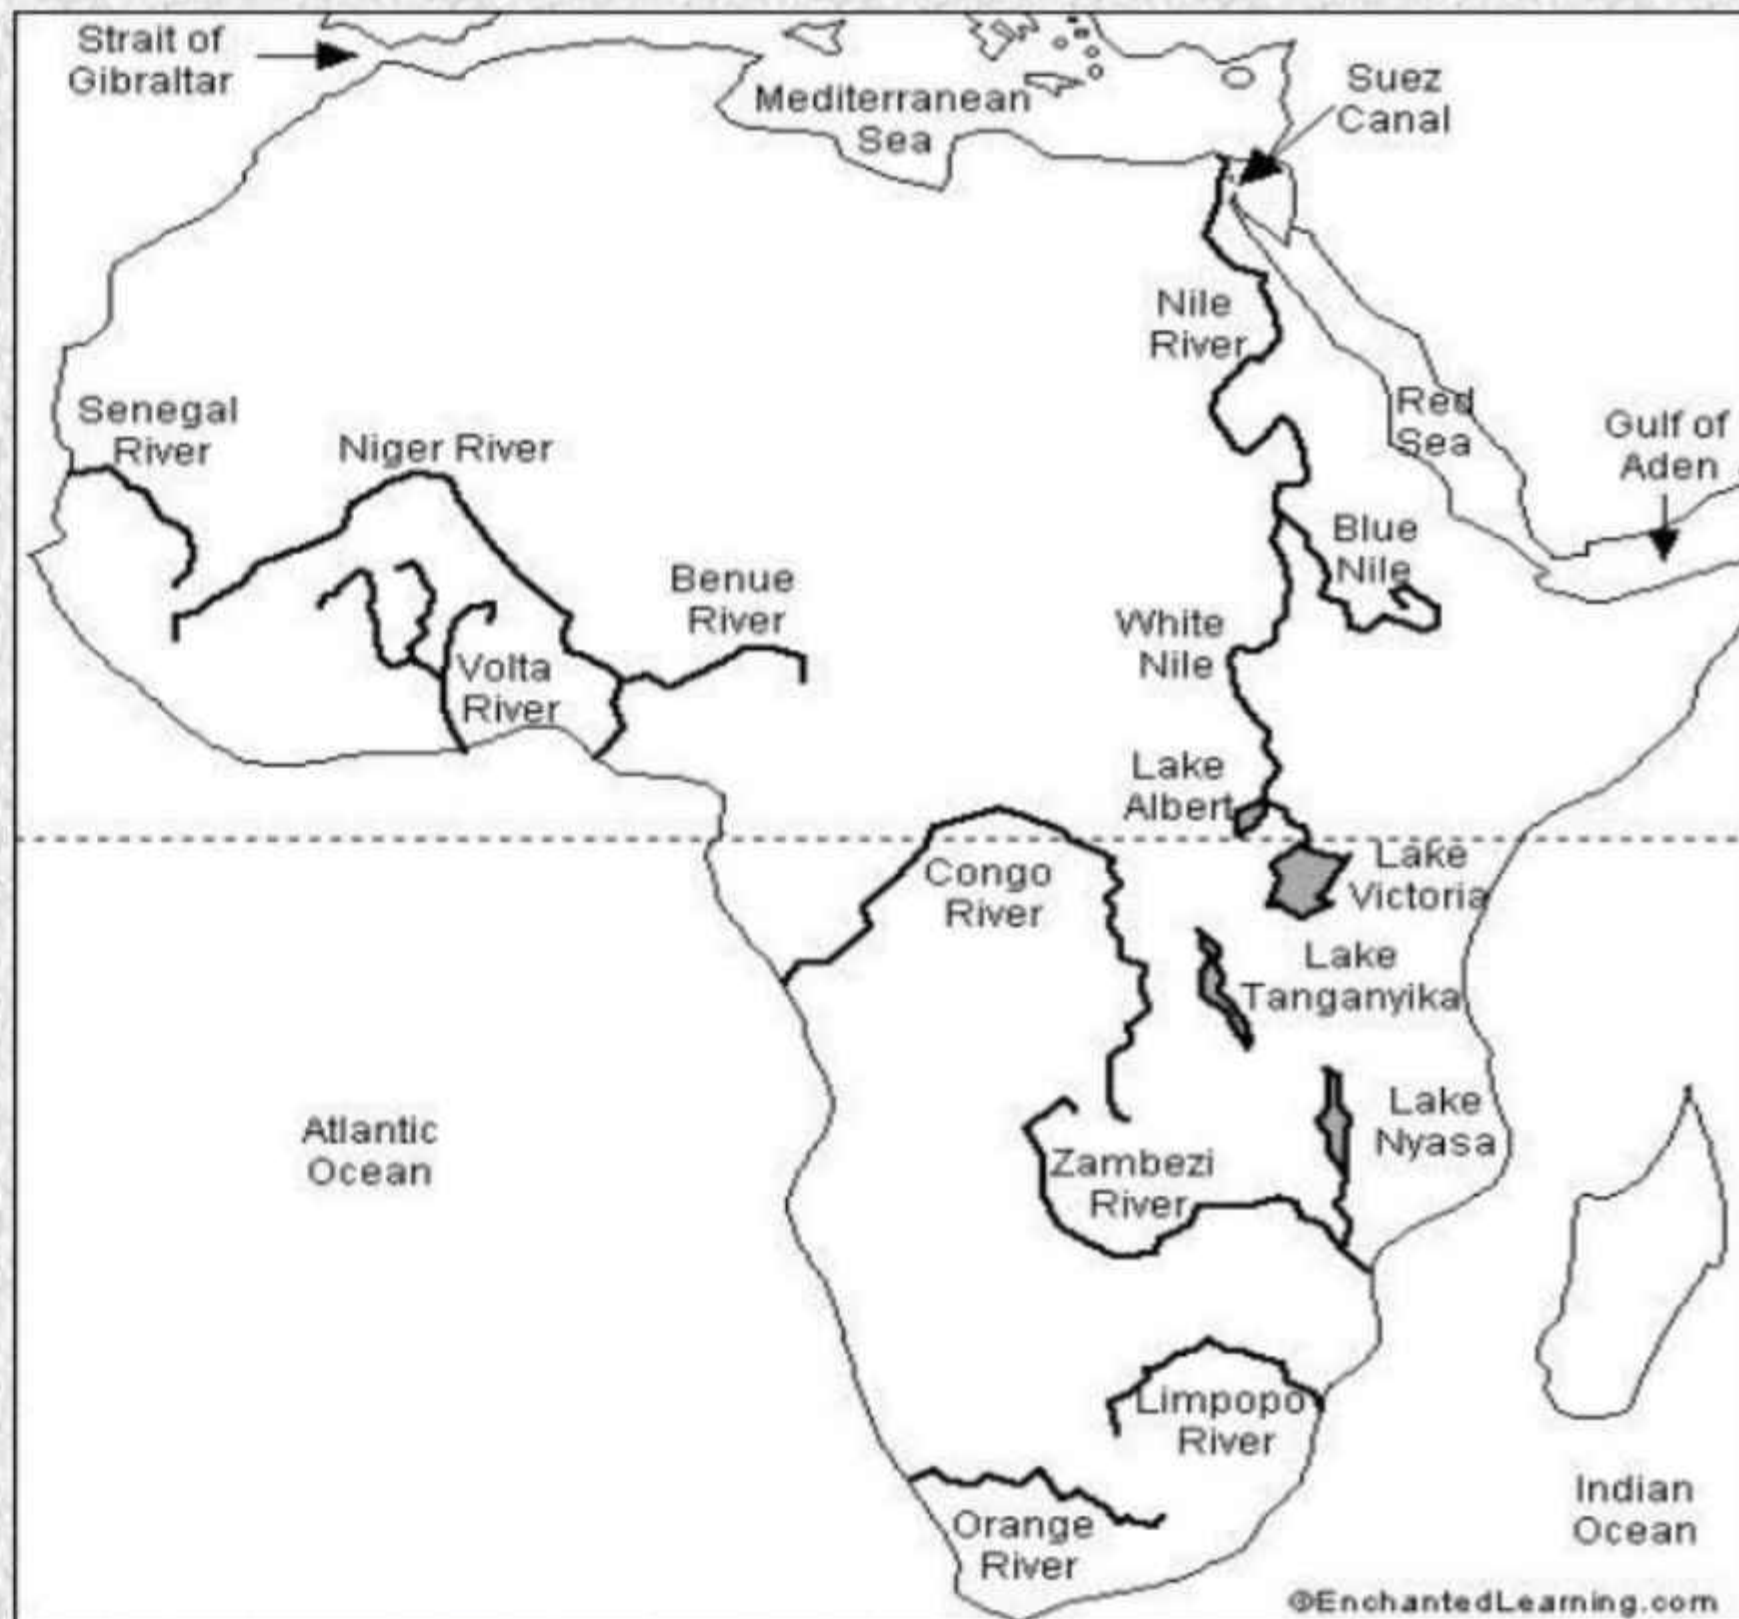 Strait of
Gibraltar
Mediterranean
Sea
Suez
Canal
Nile
River
Red
Sea
Gulf of
Aden
Senegal
River
Niger River
Blue
Nile
Benue
River
White
Nile
Volta
River
Lake
Albert
Congo
River
Lake
Victoria
Lake
Tanganyika
Atlantic
Ocean
Lake
Nyasa
Zambezi
River
Limpopo
River
Orange
River
Indian
Ocean
©EnchantedLearning.com